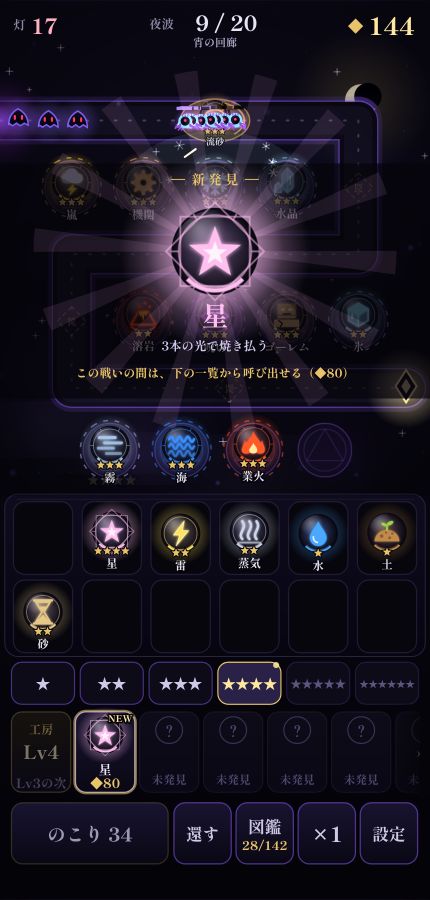 灯 17
夜波 9 / 20
宵の回廊
◆ 144
流砂
嵐
機関
水晶
— 新発見 —
星
溶岩
3本の光で焼き払う
ゴーレム
氷
この戦いの間は、下の一覧から呼び出せる（◆80）
霧
海
業火
星
雷
蒸気
水
土
砂
★
★★
★★★
★★★★
★★★★★
★★★★★★
工房
Lv4
Lv3の次
NEW
星
◆80
?
未発見
?
未発見
?
未発見
?
未発見
のこり 34
還す
図鑑
28/142
×1
設定